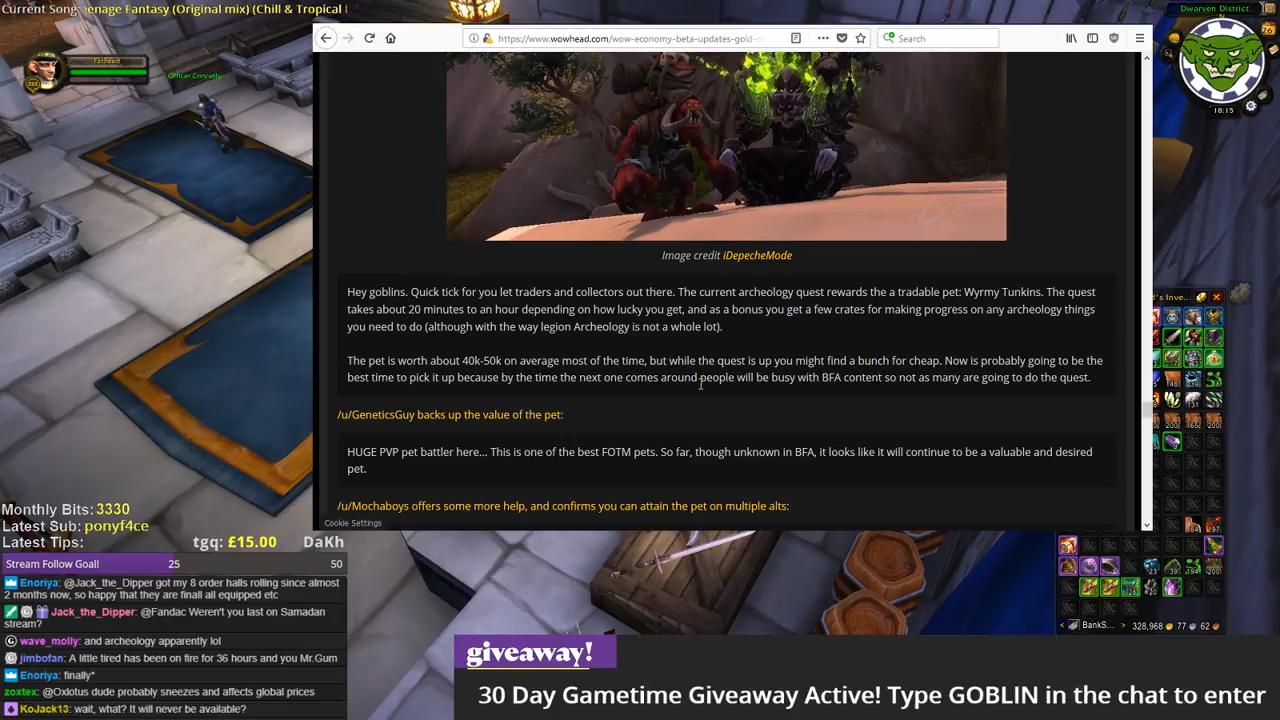 Current Song: enage Fantasy (Original mix) (Chill & Tropical
Dwarven District
26
Fatheed
Officer Connelly
https://www.wowhead.com/wow-economy-beta-updates-gold-m
Search
18:15
Image credit iDepecheMode
Hey goblins. Quick tick for you let traders and collectors out there. The current archeology quest rewards the a tradable pet: Wyrmy Tunkins. The quest
takes about 20 minutes to an hour depending on how lucky you get, and as a bonus you get a few crates for making progress on any archeology things
you need to do (although with the way legion Archeology is not a whole lot).
The pet is worth about 40k-50k on average most of the time, but while the quest is up you might find a bunch for cheap. Now is probably going to be the
best time to pick it up because by the time the next one comes around people will be busy with BFA content so not as many are going to do the quest.
/u/GeneticsGuy backs up the value of the pet:
HUGE PVP pet battler here... This is one of the best FOTM pets. So far, though unknown in BFA, it looks like it will continue to be a valuable and desired
pet.
/u/Mochaboys offers some more help, and confirms you can attain the pet on multiple alts:
Cookie Settings
's Inve...
Monthly Bits: 3330
Latest Sub: ponyf4ce
Latest Tips: tgq: £15.00 DaKh
Stream Follow Goal! 25 50
Enoriya: @Jack_the_Dipper got my 8 order halls rolling since almost
2 months now, so happy that they are finall all equipped etc
Jack_the_Dipper: @Fandac Weren't you last on Samadan
stream?
wave_molly: and archeology apparently lol
jimbofan: A little tired has been on fire for 36 hours and you Mr.Gum
Enoriya: finally*
zoxtex: @Oxlotus dude probably sneezes and affects global prices
KoJack13: wait, what? It will never be available?
BankS...
328,968 77 62
giveaway!
30 Day Gametime Giveaway Active! Type GOBLIN in the chat to enter